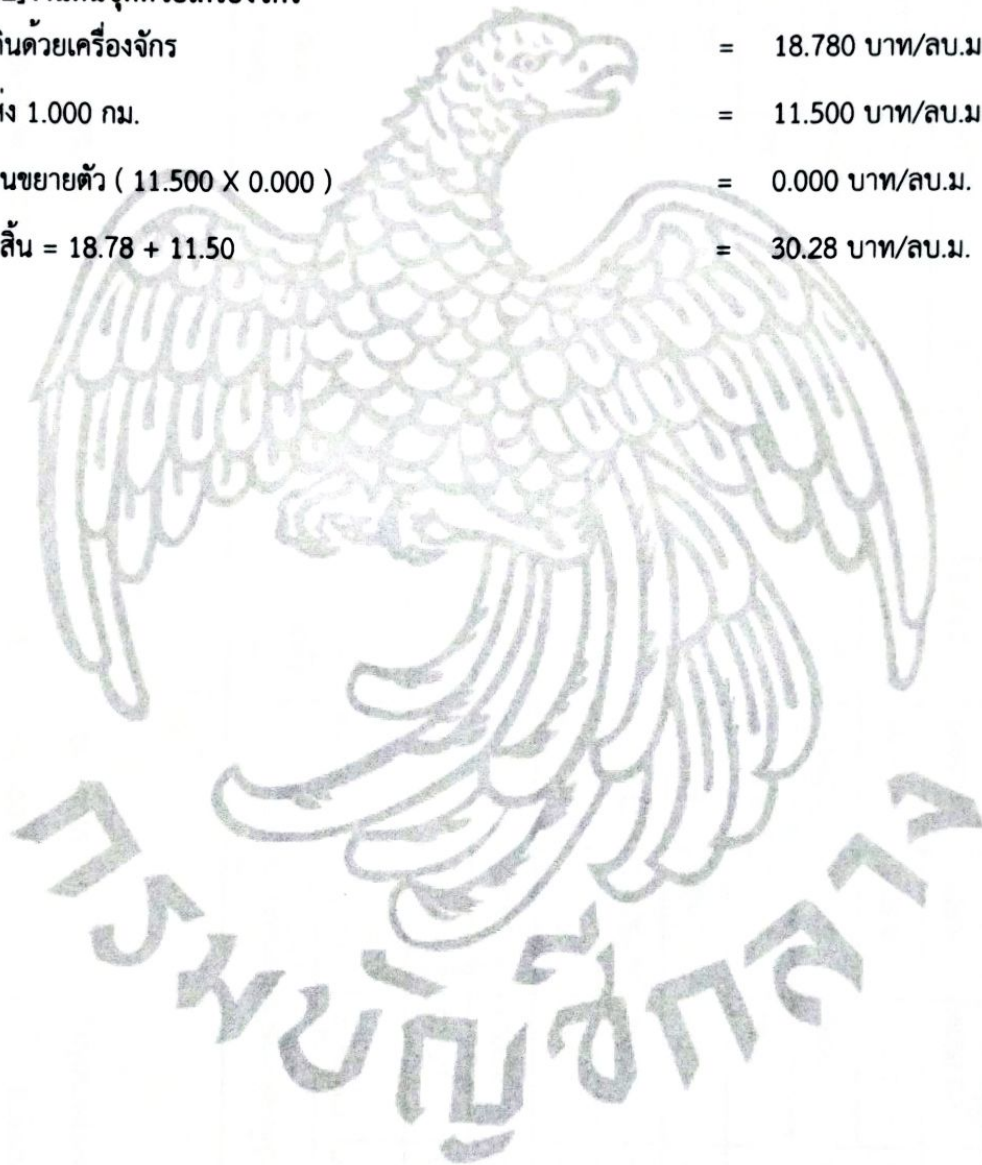 ดินด้วยเครื่องจักร = 18.780 บาท/ลบ.ม
ส่ง 1.000 กม. = 11.500 บาท/ลบ.ม
นขยายตัว ( 11.500 X 0.000 ) = 0.000 บาท/ลบ.ม.
สิ้น = 18.78 + 11.50 = 30.28 บาท/ลบ.ม.
กรมบัญชีกลาง